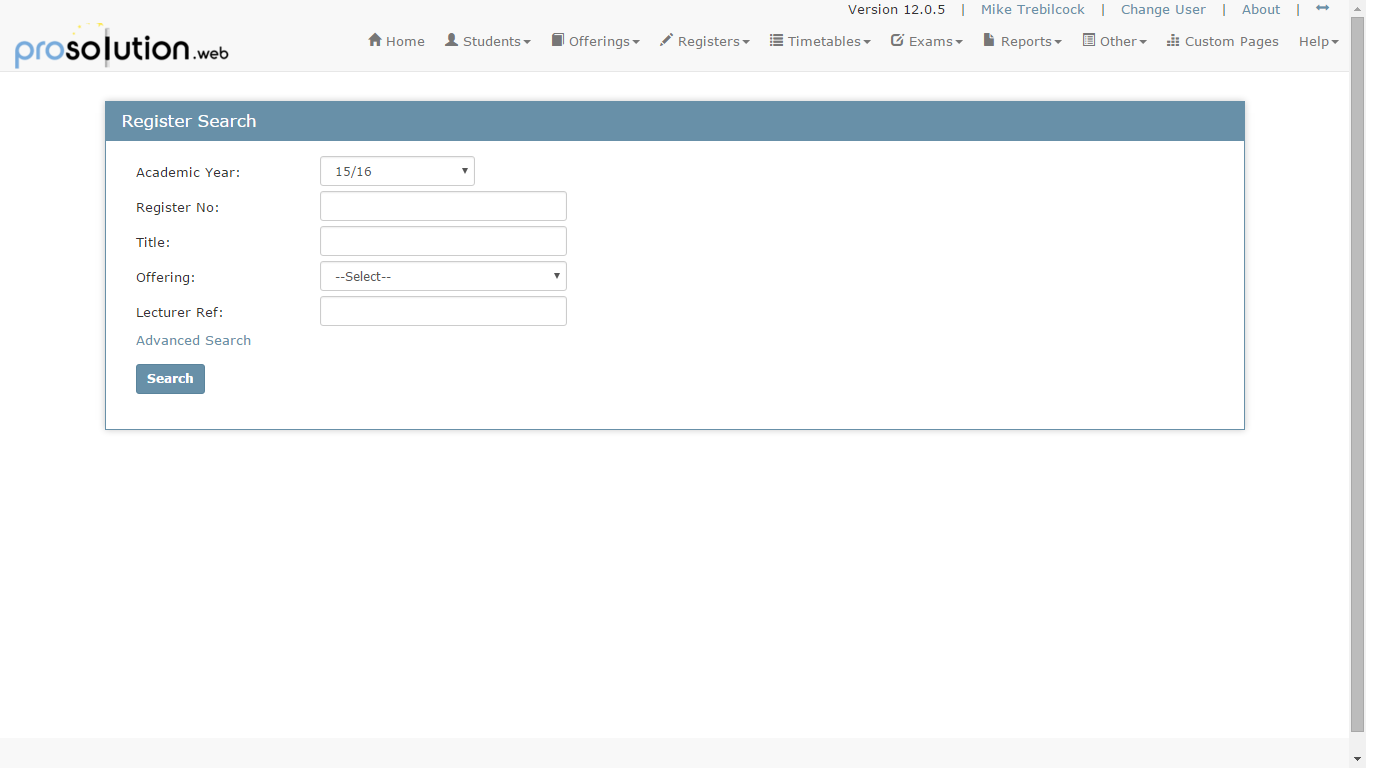 Version 12.0.5 | Mike Trebilcock | Change User | About |
prosolution.web
Home Students Offerings Registers Timetables Exams Reports Other Custom Pages Help
Register Search
Academic Year: 15/16
Register No:
Title:
Offering: --Select--
Lecturer Ref:
Advanced Search
Search